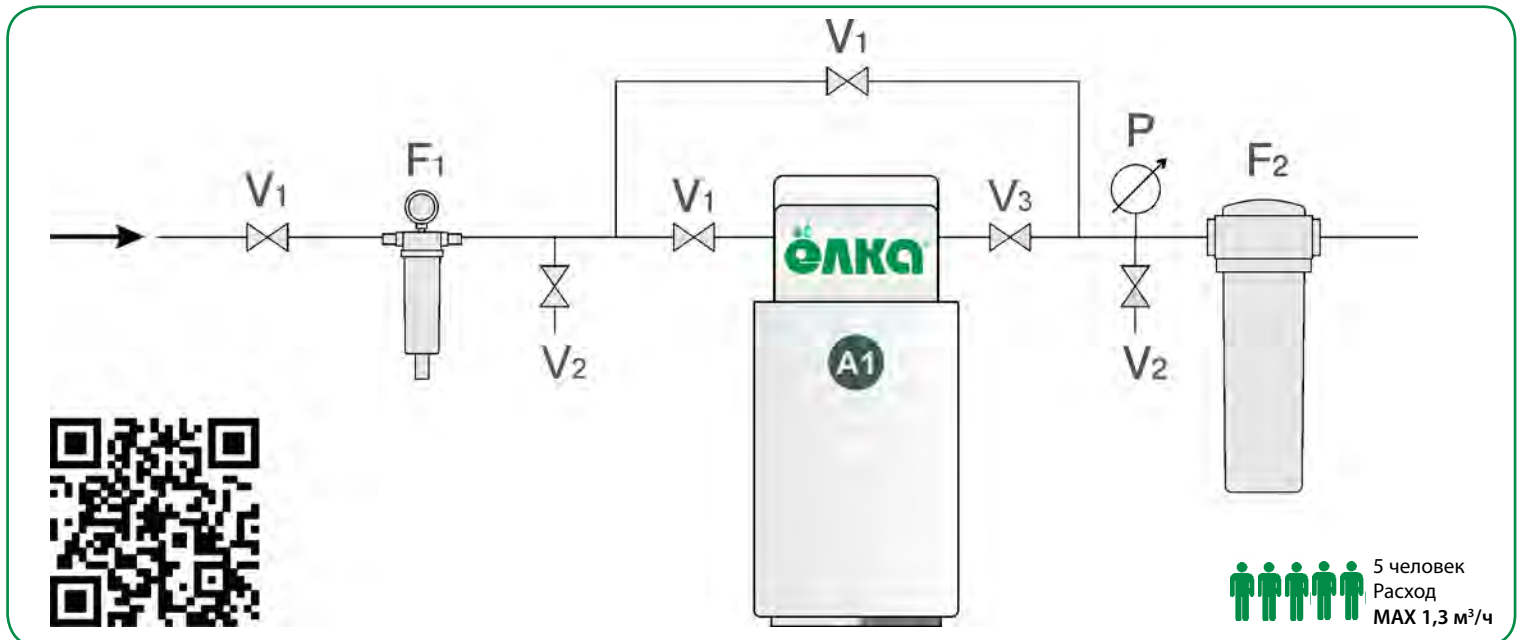 V1
V1
F1
V2
V1
ёлка
A1
V3
P
V2
F2
5 человек
Расход
MAX 1,3 м³/ч